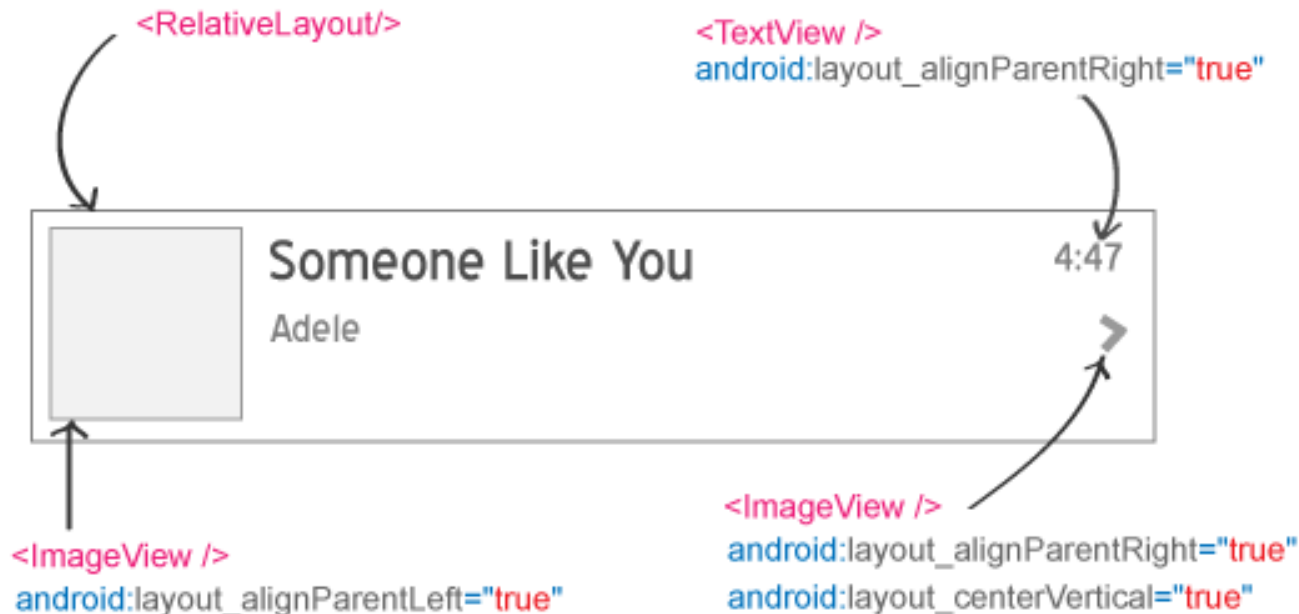 <RelativeLayout/>
<TextView />
android:layout_alignParentRight="true"
Someone Like You
4:47
Adele
<ImageView />
android:layout_alignParentLeft="true"
<ImageView />
android:layout_alignParentRight="true"
android:layout_centerVertical="true"